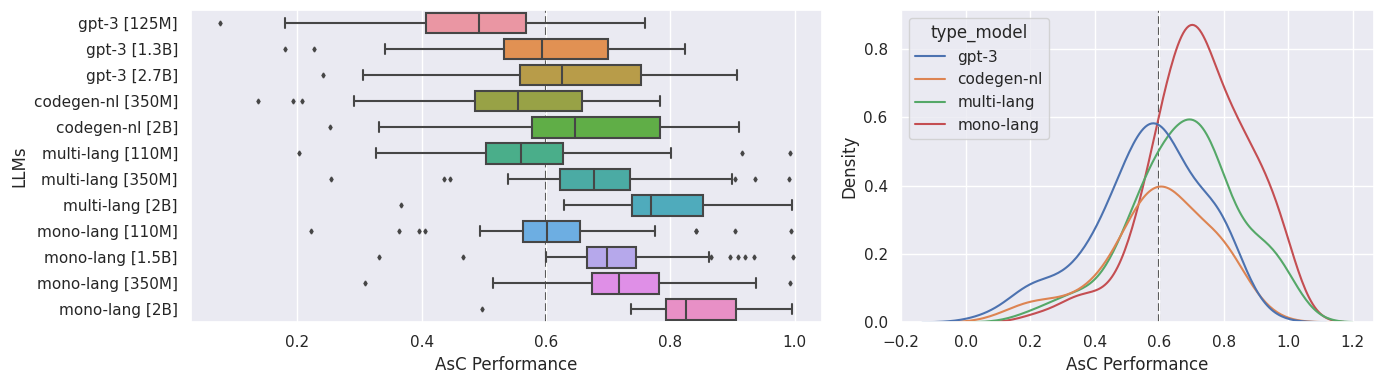 LLMs
gpt-3 [125M]
gpt-3 [1.3B]
gpt-3 [2.7B]
codegen-nl [350M]
codegen-nl [2B]
multi-lang [110M]
multi-lang [350M]
multi-lang [2B]
mono-lang [110M]
mono-lang [1.5B]
mono-lang [350M]
mono-lang [2B]
0.2 0.4 0.6 0.8 1.0
AsC Performance
Density
0.8
0.6
0.4
0.2
0.0
type_model
gpt-3
codegen-nl
multi-lang
mono-lang
−0.2 0.0 0.2 0.4 0.6 0.8 1.0 1.2
AsC Performance